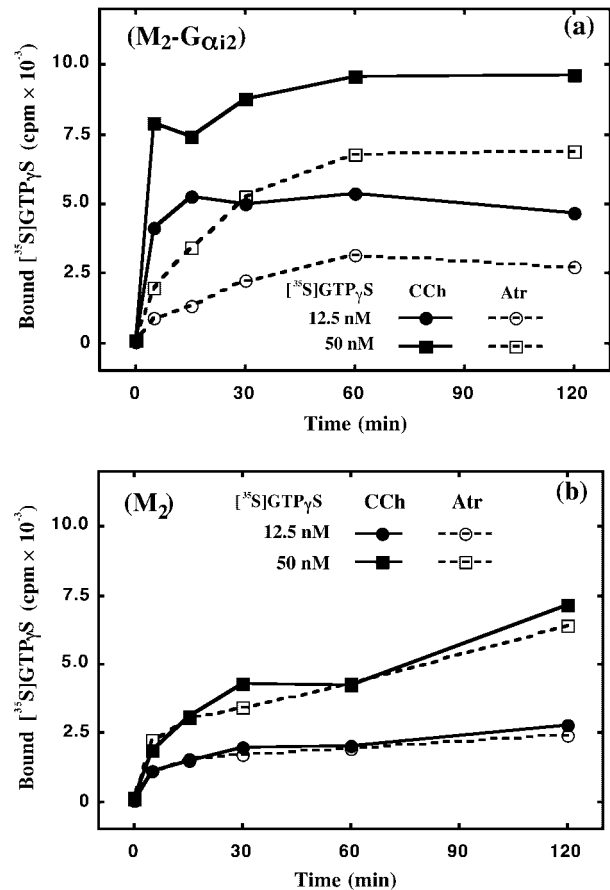 (M2-Gαi2)
(a)
Bound [35S]GTPγS (cpm × 10-3)
10.0
7.5
5.0
2.5
0
[35S]GTPγS CCh Atr
12.5 nM
50 nM
0 30 60 90 120
Time (min)
(M2)
(b)
[35S]GTPγS CCh Atr
12.5 nM
50 nM
Bound [35S]GTPγS (cpm × 10-3)
10.0
7.5
5.0
2.5
0
0 30 60 90 120
Time (min)